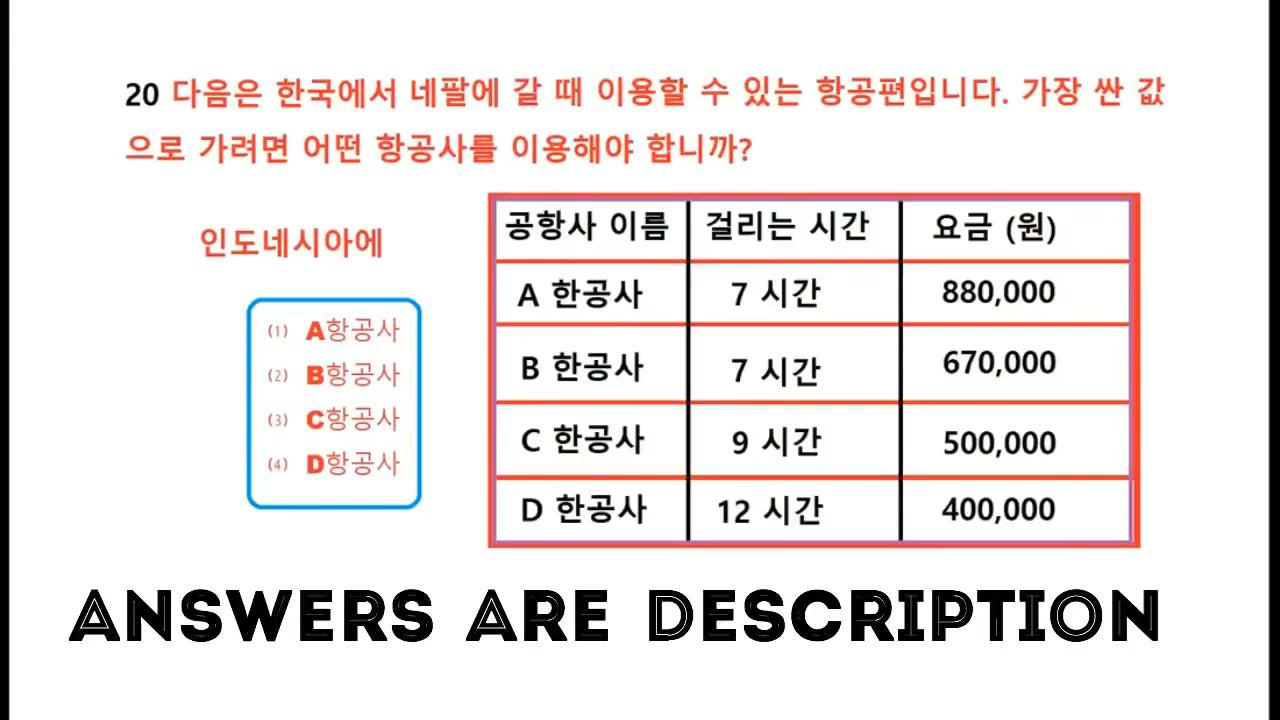 20 다음은 한국에서 네팔에 갈 때 이용할 수 있는 항공편입니다. 가장 싼 값
으로 가려면 어떤 항공사를 이용해야 합니까?
인도네시아에
(1) A항공사
(2) B항공사
(3) C항공사
(4) D항공사
공항사 이름 걸리는 시간 요금 (원)
A 한공사 7 시간 880,000
B 한공사 7 시간 670,000
C 한공사 9 시간 500,000
D 한공사 12 시간 400,000
ANSWERS ARE DESCRIPTION